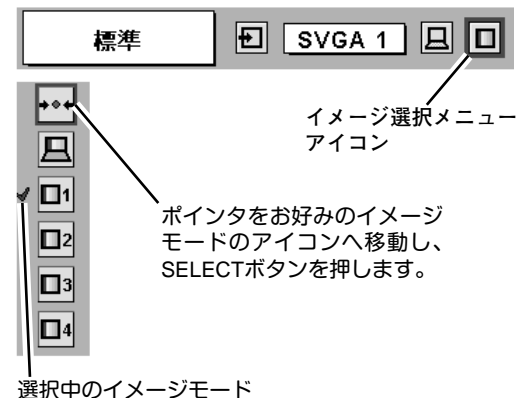 標準
SVGA 1
イメージ選択メニュー
アイコン
1
2
3
4
ポインタをお好みのイメージ
モードのアイコンへ移動し、
SELECTボタンを押します。
選択中のイメージモード